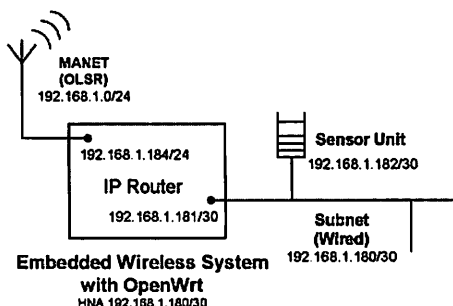 MANET
(OLSR)
192.168.1.0/24
192.168.1.184/24
IP Router
192.168.1.181/30
Sensor Unit
192.168.1.182/30
Subnet
(Wired)
192.168.1.180/30
Embedded Wireless System
with OpenWrt
HNA 192.168.1.180/30